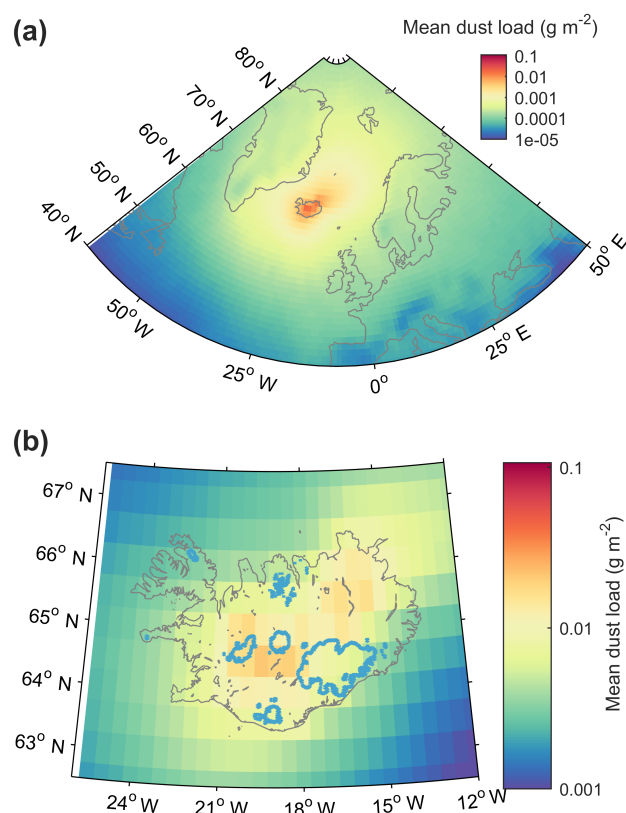 (a)
Mean dust load (g m⁻²)
0.1
0.01
0.001
0.0001
1e-05
80° N
70° N
60° N
50° N
40° N
50° W
25° W
0°
25° E
50° E
(b)
67° N
66° N
65° N
64° N
63° N
24° W
21° W
18° W
15° W
12° W
0.1
0.01
0.001
Mean dust load (g m⁻²)